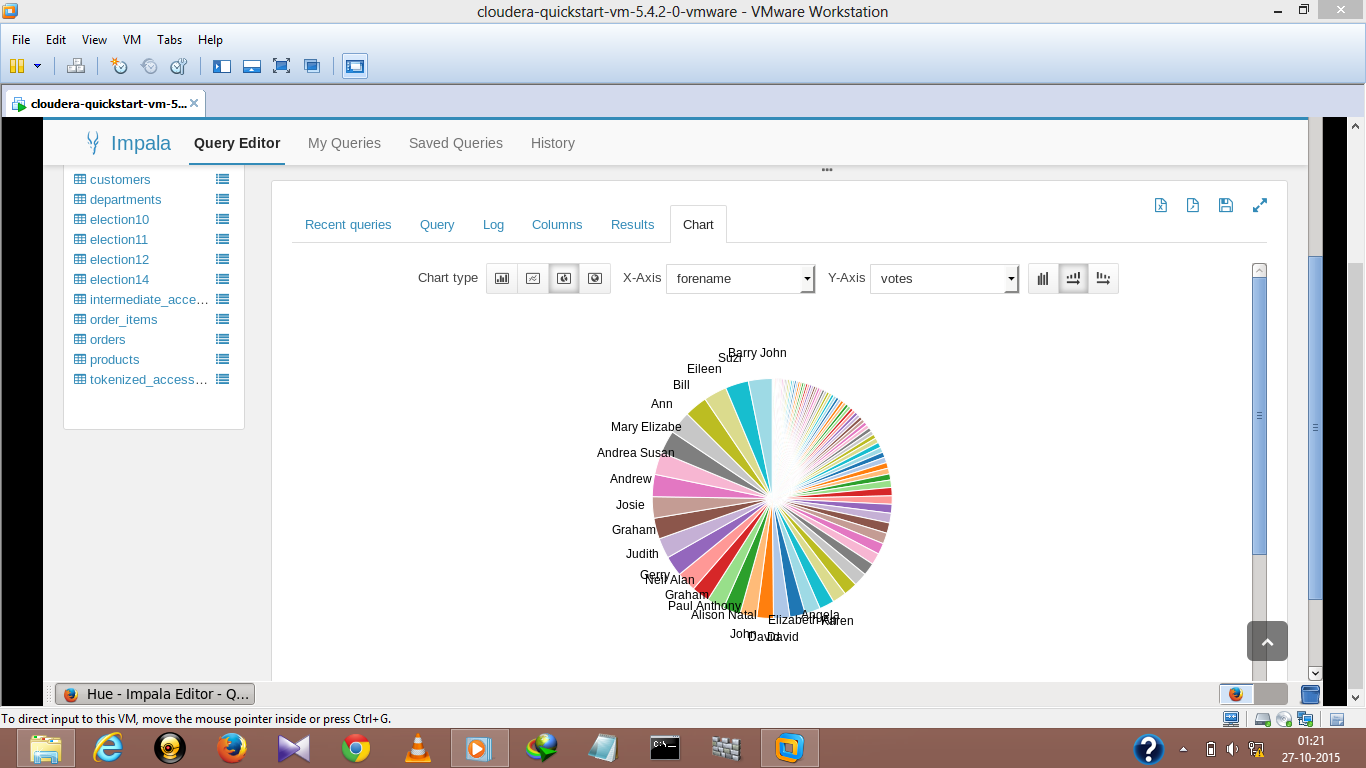 cloudera-quickstart-vm-5.4.2-0-vmware - VMware Workstation
File Edit View VM Tabs Help
cloudera-quickstart-vm-5...
Impala Query Editor My Queries Saved Queries History
customers
departments
election10
election11
election12
election14
intermediate_acce...
order_items
orders
products
tokenized_access...
Recent queries Query Log Columns Results Chart
Chart type X-Axis forename Y-Axis votes
Barry John
Suzi
Eileen
Bill
Ann
Mary Elizabe
Andrea Susan
Andrew
Josie
Graham
Judith
Gerry
Neil Alan
Graham
Paul Anthony
Alison Natal
John
David
David
Elizabeth
Angela
Karen
Hue - Impala Editor - Q...
To direct input to this VM, move the mouse pointer inside or press Ctrl+G.
01:21
27-10-2015